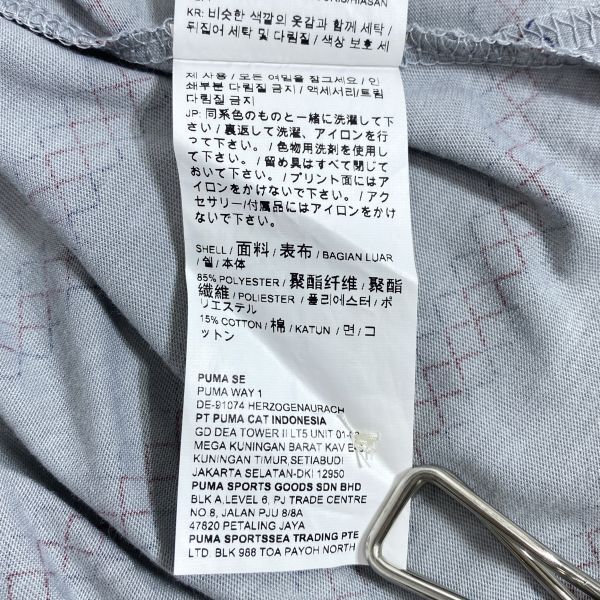 KR: 비슷한 색깔의 옷감과 함께 세탁 /
뒤집어 세탁 및 다림질 / 색상 보호 세
제 사용 / 모든 여밈을 잠그세요 / 인
쇄부분 다림질 금지 / 액세서리/트림
다림질 금지
JP: 同系色のものと一緒に洗濯して下
さい / 裏返して洗濯、アイロンを行
って下さい。 / 色物用洗剤を使用し
て下さい。 / 留め具はすべて閉じて
おいて下さい。 / プリント面にはア
イロンをかけないで下さい。 / アク
セサリー/付属品にはアイロンをかけ
ないで下さい。
SHELL / 面料 / 表布 / BAGIAN LUAR
/ 쉘 / 本体
85% POLYESTER / 聚酯纤维 / 聚酯
纖維 / POLIESTER / 폴리에스터 / ポ
リエステル
15% COTTON / 棉 / KATUN / 면 / コ
ットン
PUMA SE
PUMA WAY 1
DE-91074 HERZOGENAURACH
PT PUMA CAT INDONESIA
GD DEA TOWER II LT5 UNIT
MEGA KUNINGAN BARAT KAV
KUNINGAN TIMUR,SETIABUDI
JAKARTA SELATAN-DKI 12950
PUMA SPORTS GOODS SDN BHD
BLK A,LEVEL 6, PJ TRADE CENTRE
NO 8, JALAN PJU 8/8A
47820 PETALING JAYA
PUMA SPORTSSEA TRADING PTE
LTD. BLK 988 TOA PAYOH NORTH